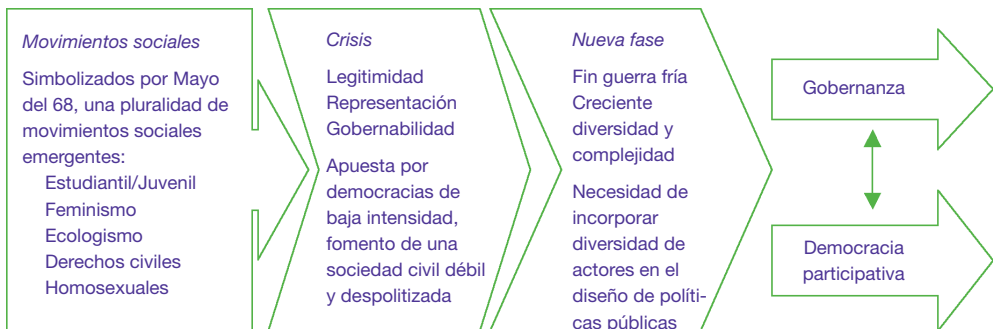 Movimientos sociales
Simbolizados por Mayo
del 68, una pluralidad de
movimientos sociales
emergentes:
Estudiantil/Juvenil
Feminismo
Ecologismo
Derechos civiles
Homosexuales
Crisis
Legitimidad
Representación
Gobernabilidad
Apuesta por
democracias de
baja intensidad,
fomento de una
sociedad civil débil
y despolitizada
Nueva fase
Fin guerra fría
Creciente
diversidad y
complejidad
Necesidad de
incorporar
diversidad de
actores en el
diseño de políti-
cas públicas
Gobernanza
Democracia
participativa